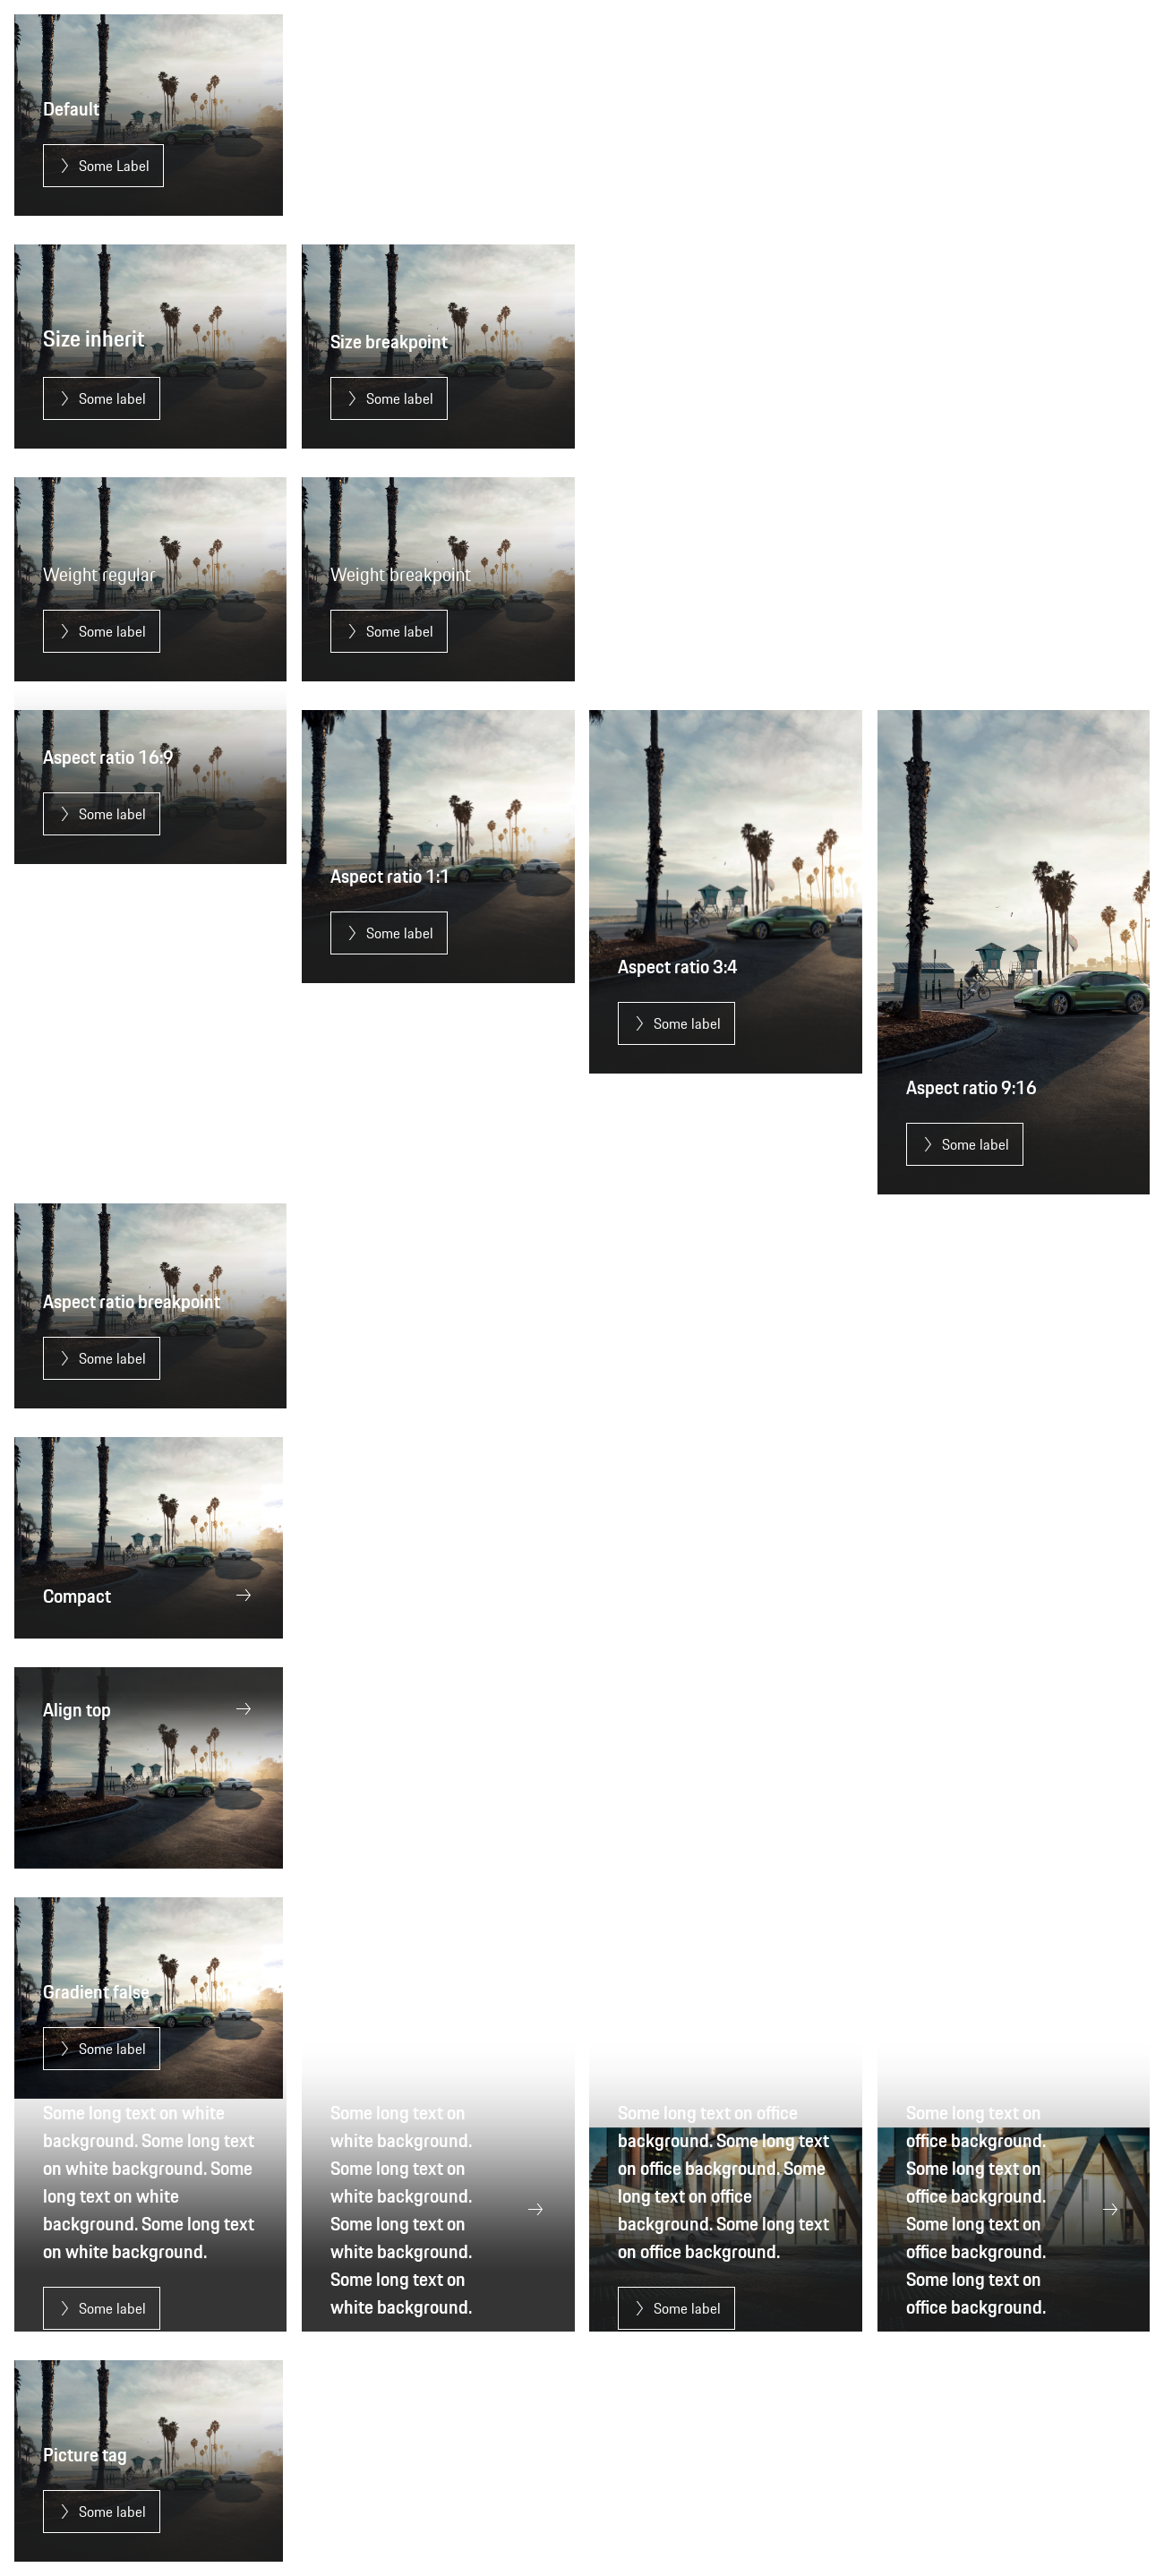 Default
Some Label
Size inherit
Size breakpoint
Some label
Some label
Weight regular
Weight breakpoint
Some label
Some label
Aspect ratio 16:9
Some label
Aspect ratio 1:1
Some label
Aspect ratio 3:4
Some label
Aspect ratio 9:16
Some label
Aspect ratio breakpoint
Some label
Compact
Align top
Gradient false
Some label
Some long text on white
background. Some long text
on white background. Some
long text on white
background. Some long text
on white background.
Some label
Some long text on
white background.
Some long text on
white background.
Some long text on
white background.
Some long text on
white background.
Some long text on office
background. Some long text
on office background. Some
long text on office
background. Some long text
on office background.
Some label
Some long text on
office background.
Some long text on
office background.
Some long text on
office background.
Some long text on
office background.
Picture tag
Some label